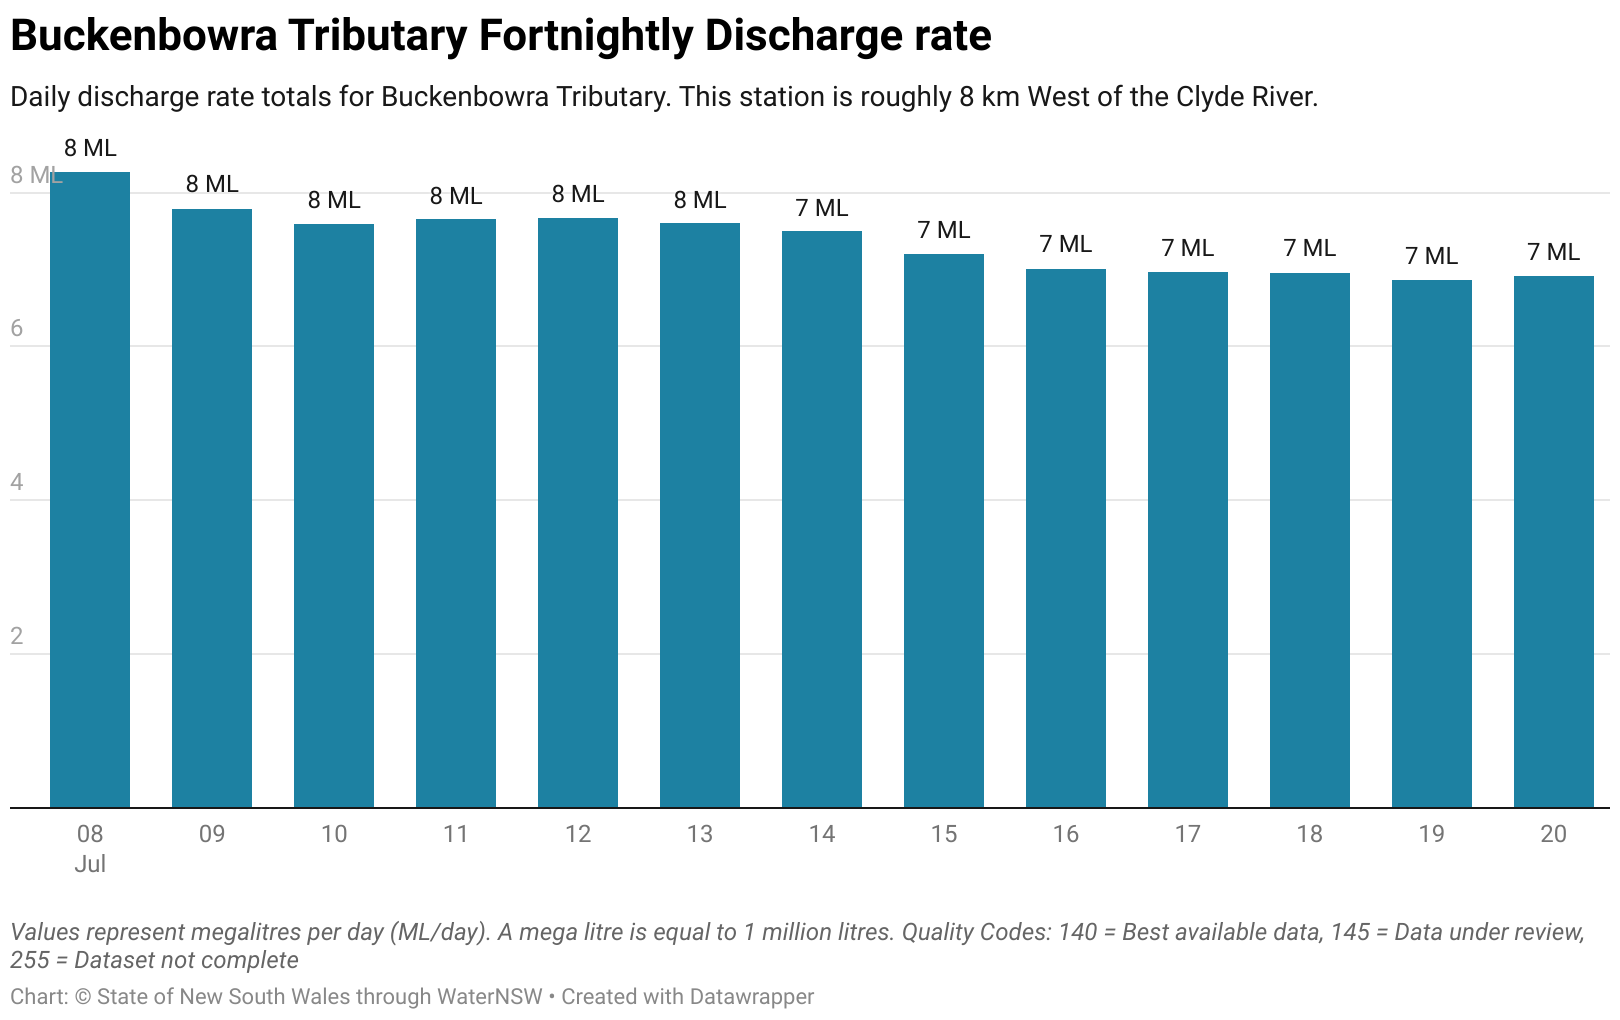 Buckenbowra Tributary Fortnightly Discharge rate
Daily discharge rate totals for Buckenbowra Tributary. This station is roughly 8 km West of the Clyde River.
8 ML
8 ML
8 ML
8 ML
8 ML
8 ML
8 ML
7 ML
7 ML
7 ML
7 ML
7 ML
7 ML
7 ML
6
4
2
08 09 10 11 12 13 14 15 16 17 18 19 20
Jul
Values represent megalitres per day (ML/day). A mega litre is equal to 1 million litres. Quality Codes: 140 = Best available data, 145 = Data under review,
255 = Dataset not complete
Chart: © State of New South Wales through WaterNSW • Created with Datawrapper